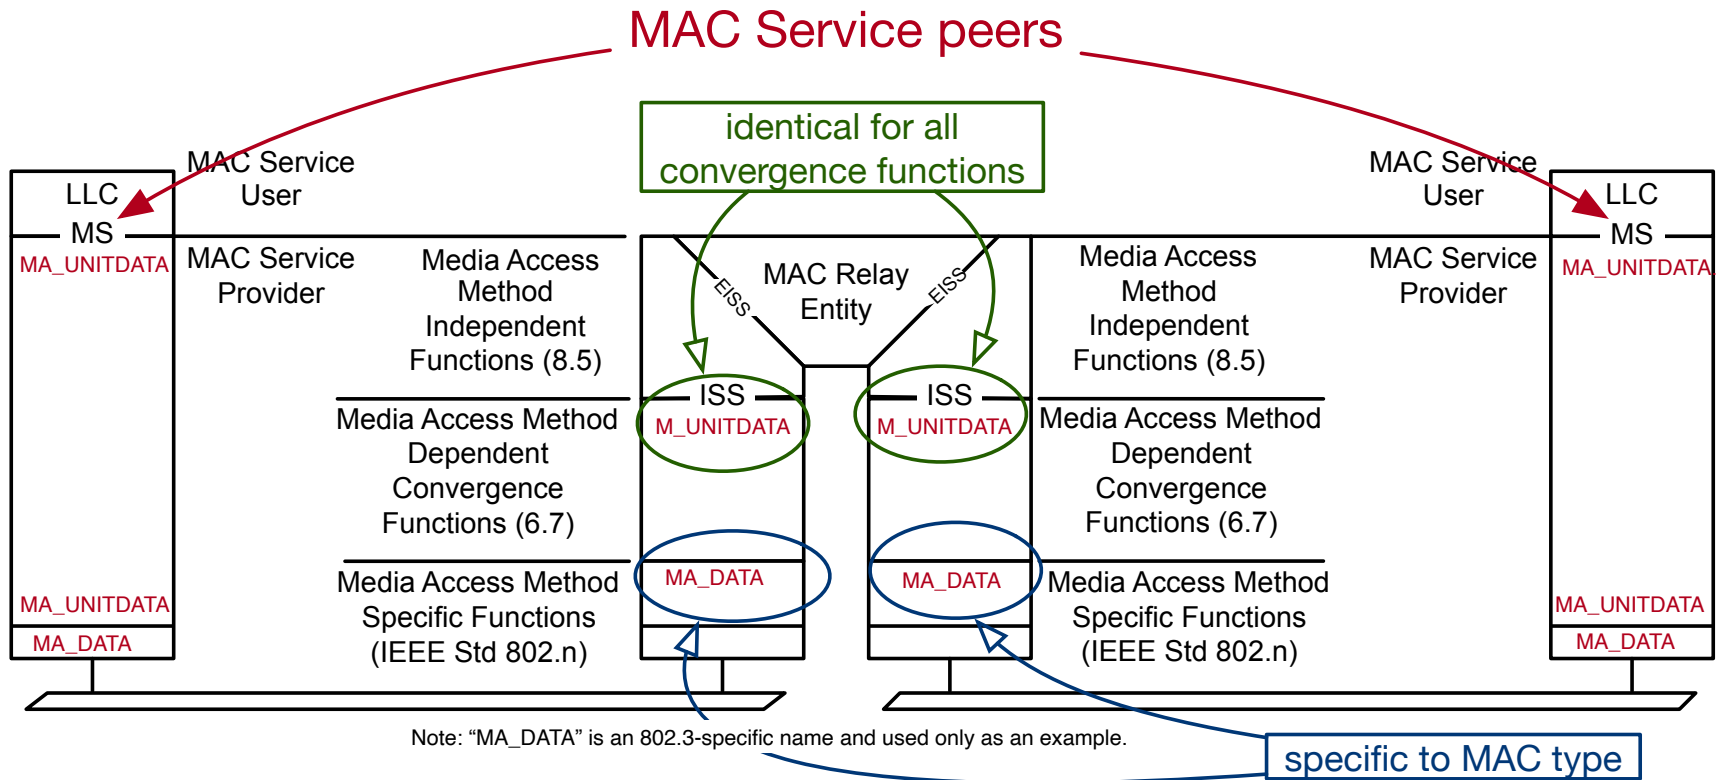 MAC Service peers
identical for all
convergence functions
LLC
MS
MA_UNITDATA
MA_UNITDATA
MA_DATA
MAC Service
User
MAC Service
Provider
Media Access
Method
Independent
Functions (8.5)
Media Access Method
Dependent
Convergence
Functions (6.7)
Media Access Method
Specific Functions
(IEEE Std 802.n)
EISS
MAC Relay
Entity
EISS
ISS
M_UNITDATA
MA_DATA
ISS
M_UNITDATA
MA_DATA
Media Access
Method
Independent
Functions (8.5)
Media Access Method
Dependent
Convergence
Functions (6.7)
Media Access Method
Specific Functions
(IEEE Std 802.n)
MAC Service
User
MAC Service
Provider
LLC
MS
MA_UNITDATA
MA_UNITDATA
MA_DATA
Note: “MA_DATA” is an 802.3-specific name and used only as an example.
specific to MAC type